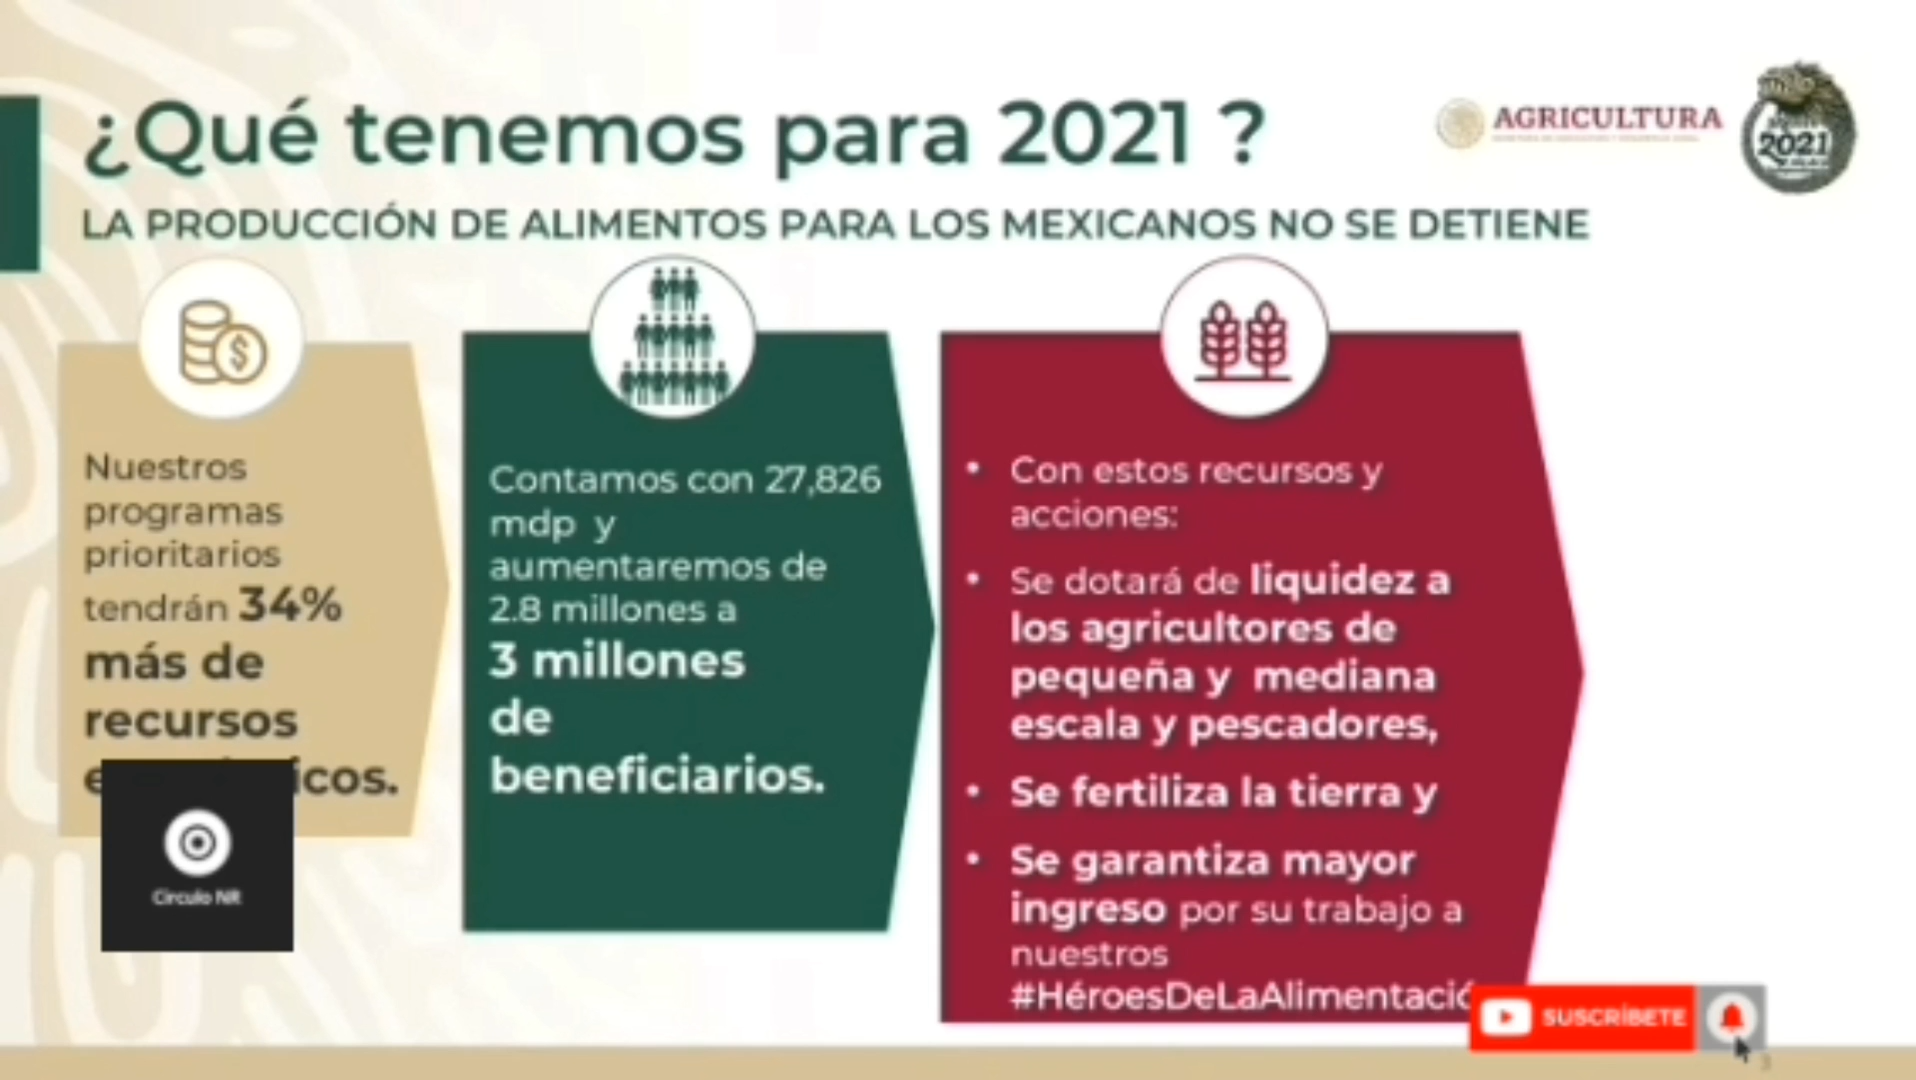 ¿Qué tenemos para 2021 ?
AGRICULTURA
2021
LA PRODUCCIÓN DE ALIMENTOS PARA LOS MEXICANOS NO SE DETIENE
Nuestros
programas
prioritarios
tendrán 34%
más de
recursos
icos.
Contamos con 27,826
mdp y
aumentaremos de
2.8 millones a
3 millones
de
beneficiarios.
• Con estos recursos y
acciones:
• Se dotará de liquidez a
los agricultores de
pequeña y mediana
escala y pescadores,
• Se fertiliza la tierra y
• Se garantiza mayor
ingreso por su trabajo a
nuestros
#HéroesDeLaAlimentació
Circulo NR
SUSCRÍBETE
3